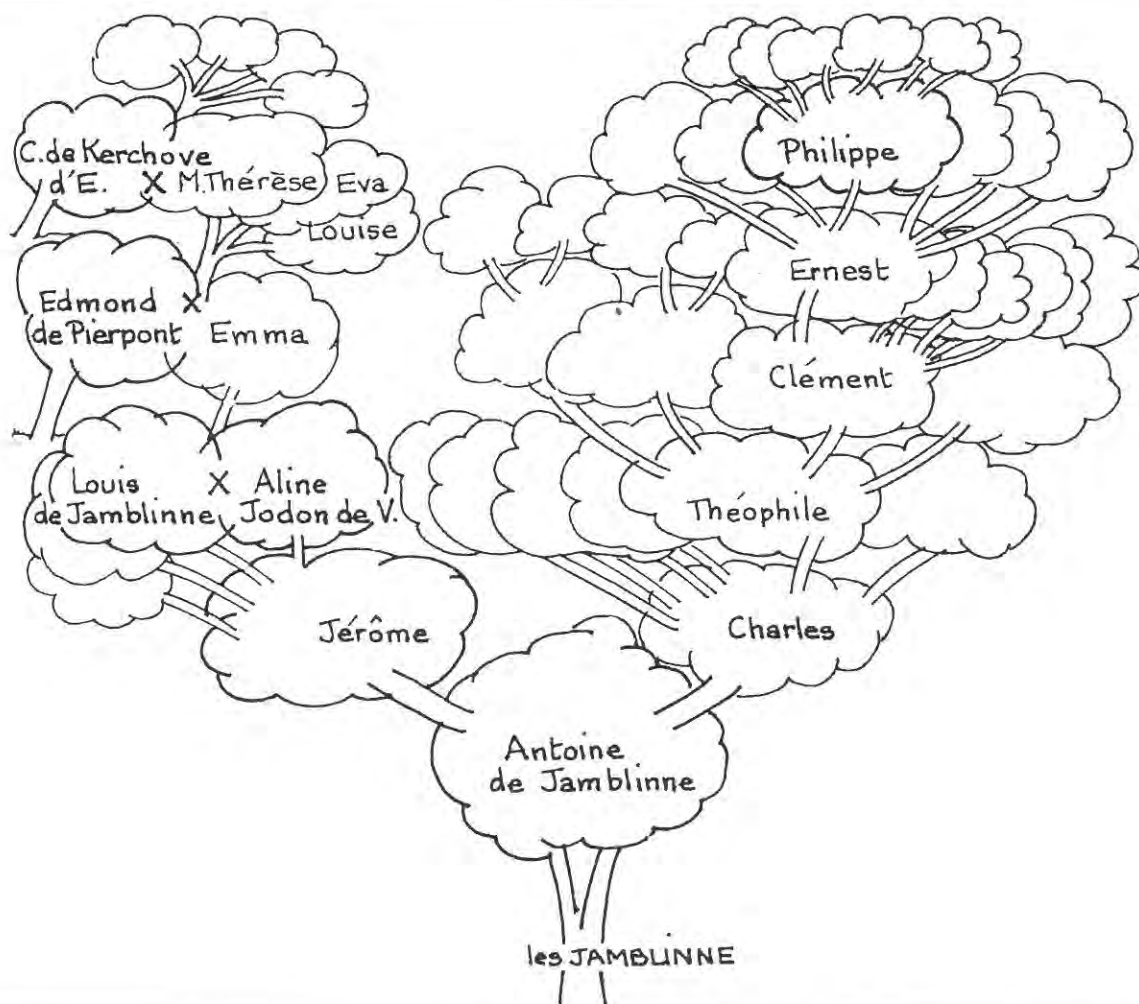 C. de Kerchove
d'E. X M. Thérèse
Eva
Louise
Edmond X
de Pierpont
Emma
Louis X Aline
de Jamblinne Jodon de V.
Jérôme
Philippe
Ernest
Clément
Théophile
Charles
Antoine
de Jamblinne
les JAMBLINNE